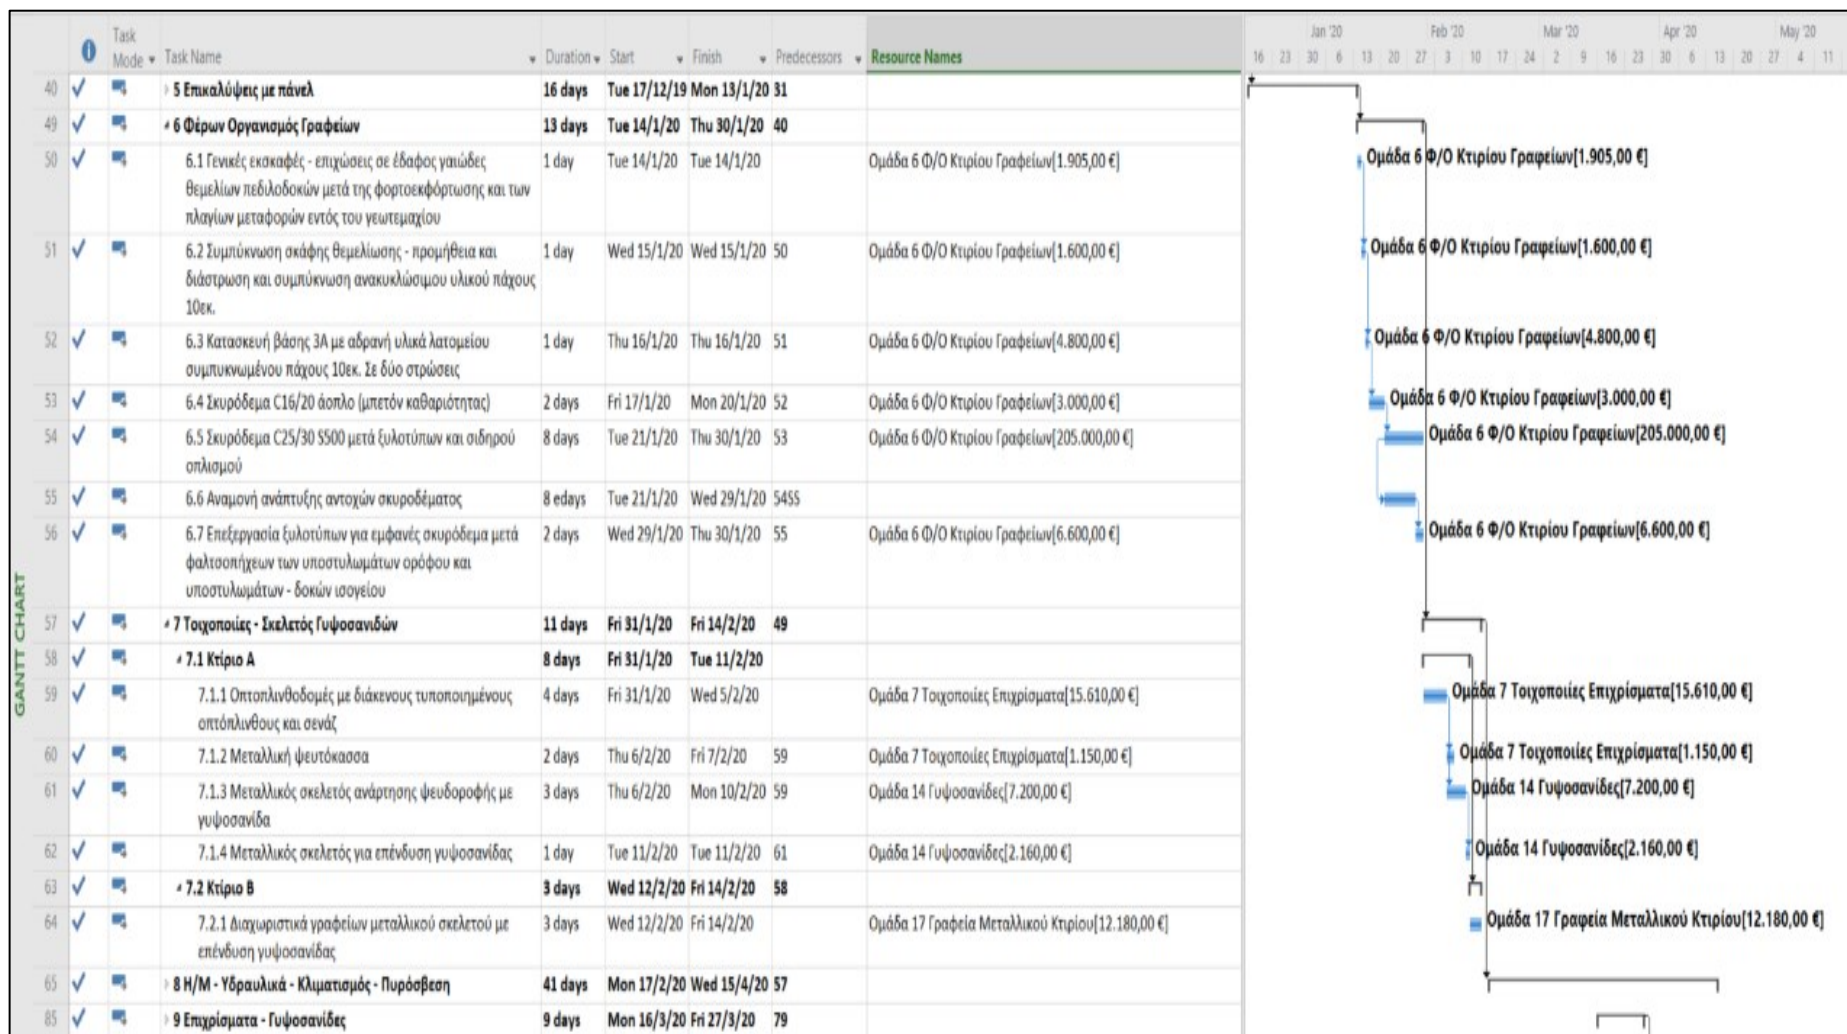 Task Mode Task Name Duration Start Finish Predecessors Resource Names
Jan '20 Feb '20 Mar '20 Apr '20 May '20
16 23 30 6 13 20 27 3 10 17 24 2 9 16 23 30 6 13 20 27 4 11
GANTT CHART
40 5 Επικαλύψεις με πάνελ 16 days Tue 17/12/19 Mon 13/1/20 31
49 6 Φέρων Οργανισμός Γραφείων 13 days Tue 14/1/20 Thu 30/1/20 40
50 6.1 Γενικές εκσκαφές - επιχώσεις σε έδαφος γαιώδες 1 day Tue 14/1/20 Tue 14/1/20 Ομάδα 6 Φ/Ο Κτιρίου Γραφείων[1.905,00 €] Ομάδα 6 Φ/Ο Κτιρίου Γραφείων[1.905,00 €]
θεμελίων πεδιλοδοκών μετά της φορτοεκφόρτωσης και των
πλαγίων μεταφορών εντός του γεωτεμαχίου
51 6.2 Συμπύκνωση σκάφης θεμελίωσης - προμήθεια και 1 day Wed 15/1/20 Wed 15/1/20 50 Ομάδα 6 Φ/Ο Κτιρίου Γραφείων[1.600,00 €] Ομάδα 6 Φ/Ο Κτιρίου Γραφείων[1.600,00 €]
διάστρωση και συμπύκνωση ανακυκλώσιμου υλικού πάχους
10εκ.
52 6.3 Κατασκευή βάσης 3Α με αδρανή υλικά λατομείου 1 day Thu 16/1/20 Thu 16/1/20 51 Ομάδα 6 Φ/Ο Κτιρίου Γραφείων[4.800,00 €] Ομάδα 6 Φ/Ο Κτιρίου Γραφείων[4.800,00 €]
συμπυκνωμένου πάχους 10εκ. Σε δύο στρώσεις
53 6.4 Σκυρόδεμα C16/20 άοπλο (μπετόν καθαριότητας) 2 days Fri 17/1/20 Mon 20/1/20 52 Ομάδα 6 Φ/Ο Κτιρίου Γραφείων[3.000,00 €] Ομάδα 6 Φ/Ο Κτιρίου Γραφείων[3.000,00 €]
54 6.5 Σκυρόδεμα C25/30 S500 μετά ξυλοτύπων και σιδηρού 8 days Tue 21/1/20 Thu 30/1/20 53 Ομάδα 6 Φ/Ο Κτιρίου Γραφείων[205.000,00 €] Ομάδα 6 Φ/Ο Κτιρίου Γραφείων[205.000,00 €]
οπλισμού
55 6.6 Αναμονή ανάπτυξης αντοχών σκυροδέματος 8 edays Tue 21/1/20 Wed 29/1/20 54SS
56 6.7 Επεξεργασία ξυλοτύπων για εμφανές σκυρόδεμα μετά 2 days Wed 29/1/20 Thu 30/1/20 55 Ομάδα 6 Φ/Ο Κτιρίου Γραφείων[6.600,00 €] Ομάδα 6 Φ/Ο Κτιρίου Γραφείων[6.600,00 €]
φαλτσοπήχεων των υποστυλωμάτων ορόφου και
υποστυλωμάτων - δοκών ισογείου
57 7 Τοιχοποιίες - Σκελετός Γυψοσανιδών 11 days Fri 31/1/20 Fri 14/2/20 49
58 7.1 Κτίριο Α 8 days Fri 31/1/20 Tue 11/2/20
59 7.1.1 Οπτοπλινθοδομές με διάκενους τυποποιημένους 4 days Fri 31/1/20 Wed 5/2/20 Ομάδα 7 Τοιχοποιίες Επιχρίσματα[15.610,00 €] Ομάδα 7 Τοιχοποιίες Επιχρίσματα[15.610,00 €]
οπτόπλινθους και σενάζ
60 7.1.2 Μεταλλική ψευτόκασσα 2 days Thu 6/2/20 Fri 7/2/20 59 Ομάδα 7 Τοιχοποιίες Επιχρίσματα[1.150,00 €] Ομάδα 7 Τοιχοποιίες Επιχρίσματα[1.150,00 €]
61 7.1.3 Μεταλλικός σκελετός ανάρτησης ψευδοροφής με 3 days Thu 6/2/20 Mon 10/2/20 59 Ομάδα 14 Γυψοσανίδες[7.200,00 €] Ομάδα 14 Γυψοσανίδες[7.200,00 €]
γυψοσανίδα
62 7.1.4 Μεταλλικός σκελετός για επένδυση γυψοσανίδας 1 day Tue 11/2/20 Tue 11/2/20 61 Ομάδα 14 Γυψοσανίδες[2.160,00 €] Ομάδα 14 Γυψοσανίδες[2.160,00 €]
63 7.2 Κτίριο Β 3 days Wed 12/2/20 Fri 14/2/20 58
64 7.2.1 Διαχωριστικά γραφείων μεταλλικού σκελετού με 3 days Wed 12/2/20 Fri 14/2/20 Ομάδα 17 Γραφεία Μεταλλικού Κτιρίου[12.180,00 €] Ομάδα 17 Γραφεία Μεταλλικού Κτιρίου[12.180,00 €]
επένδυση γυψοσανίδας
65 8 Η/Μ - Υδραυλικά - Κλιματισμός - Πυρόσβεση 41 days Mon 17/2/20 Wed 15/4/20 57
85 9 Επιχρίσματα - Γυψοσανίδες 9 days Mon 16/3/20 Fri 27/3/20 79